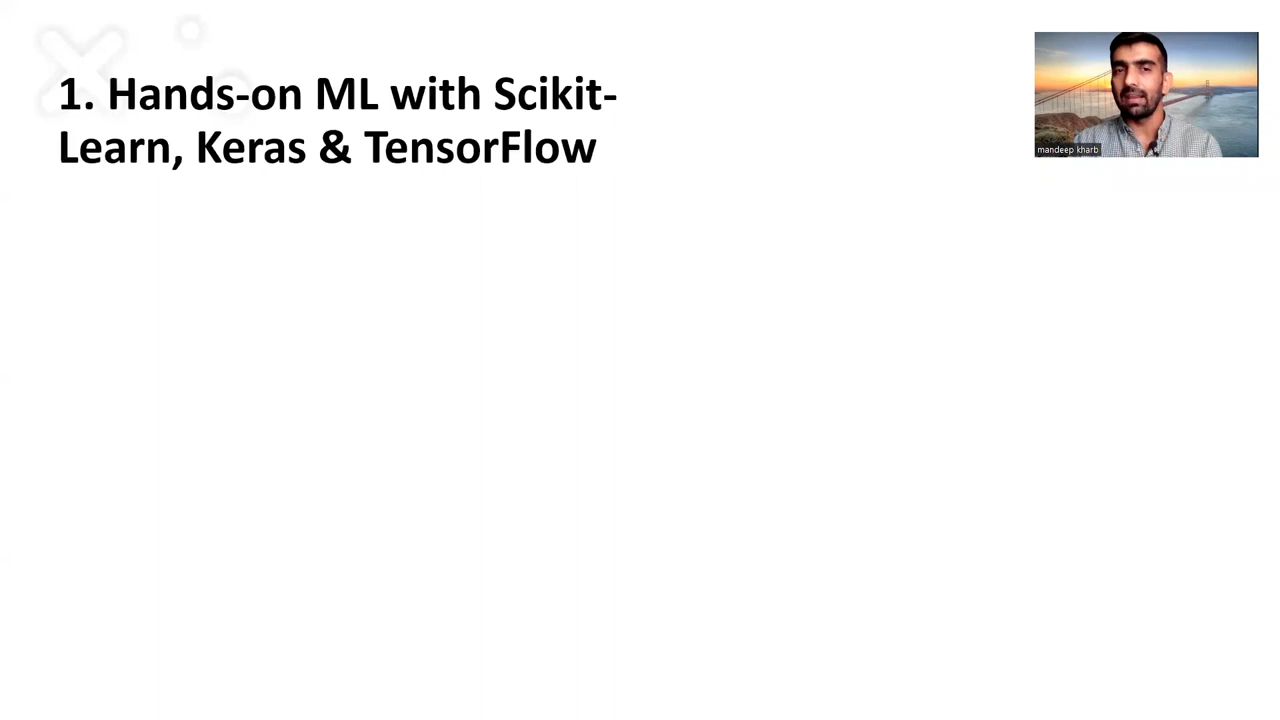 1. Hands-on ML with Scikit-
Learn, Keras & TensorFlow
mandeep kharb